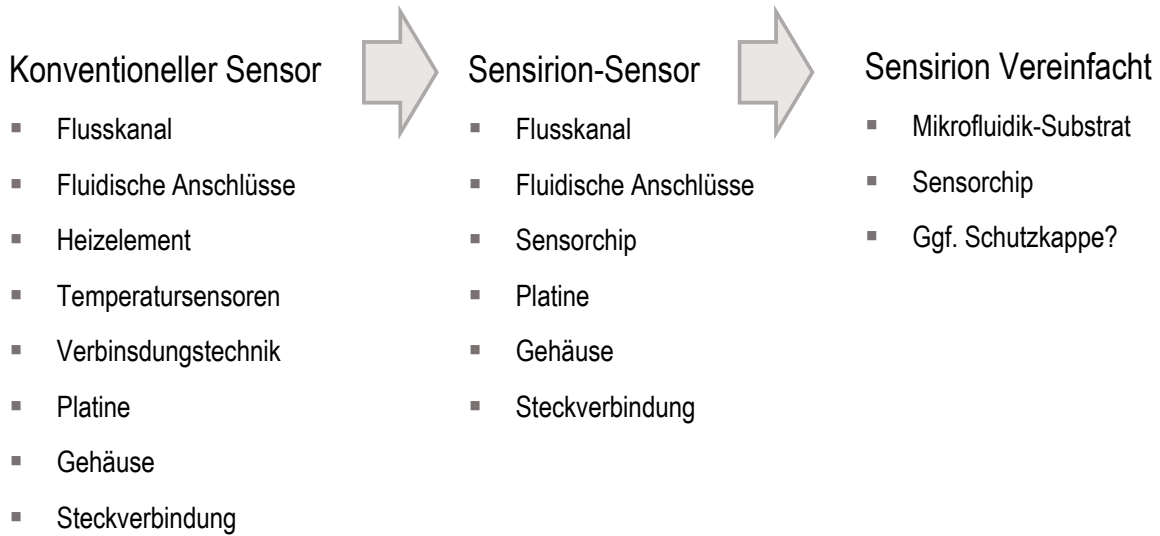 Konventioneller Sensor
Flusskanal
Fluidische Anschlüsse
Heizelement
Temperatursensoren
Verbinsdungstechnik
Platine
Gehäuse
Steckverbindung
Sensirion-Sensor
Flusskanal
Fluidische Anschlüsse
Sensorchip
Platine
Gehäuse
Steckverbindung
Sensirion Vereinfacht
Mikrofluidik-Substrat
Sensorchip
Ggf. Schutzkappe?